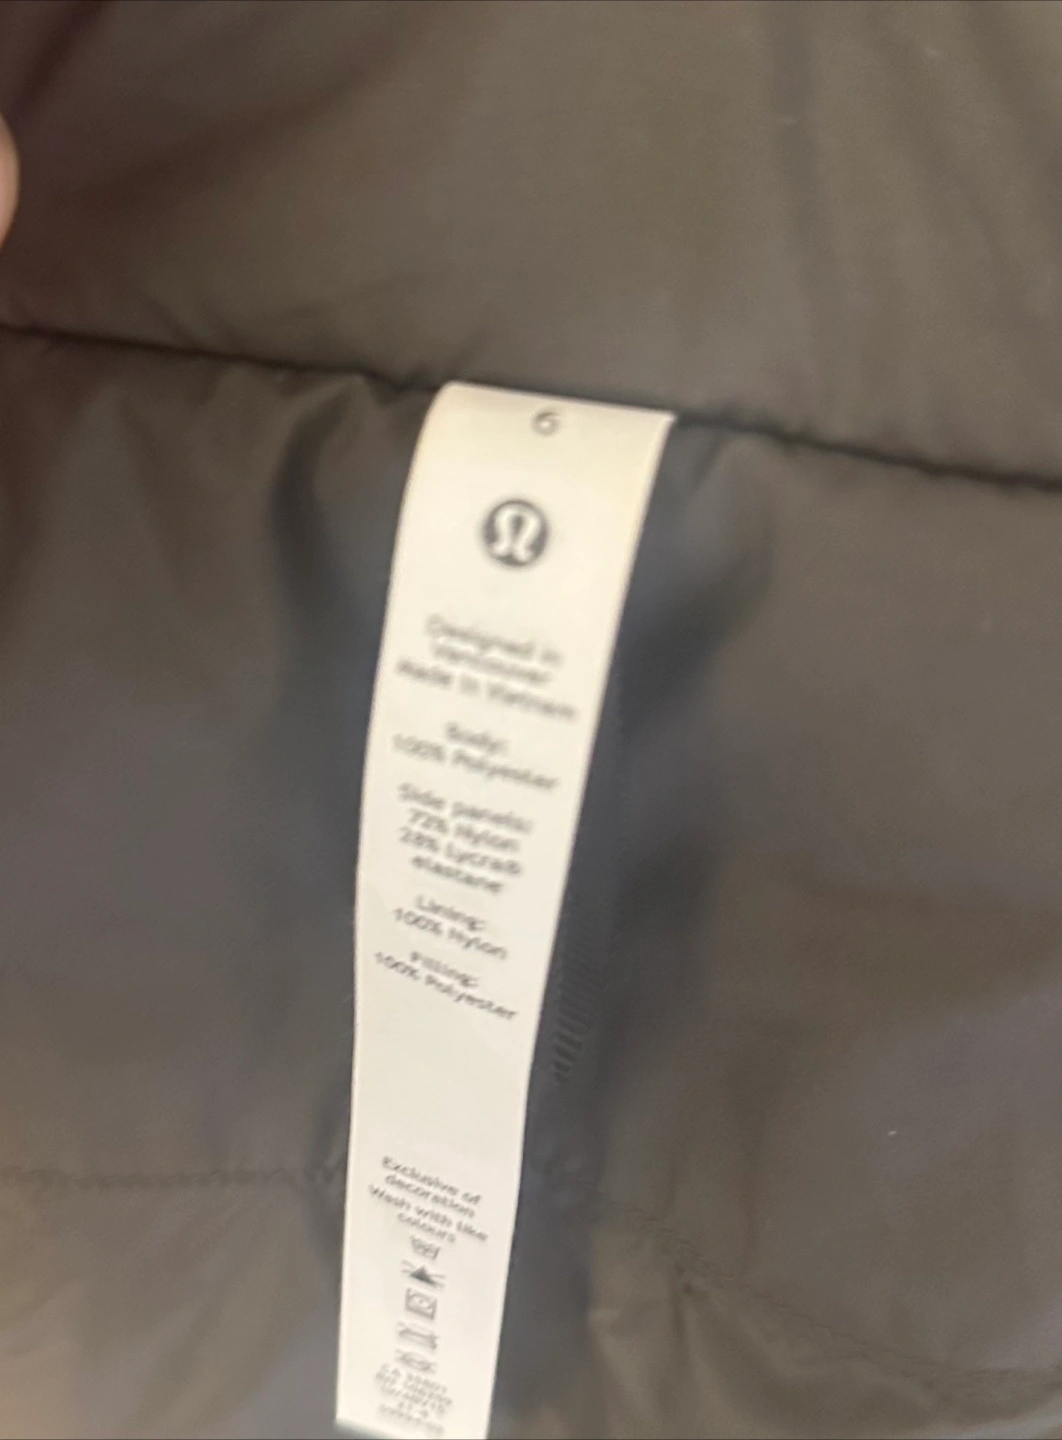 6
Designed in
Vancouver
Made in Vietnam
Body:
100% Polyester
Side panels:
72% Nylon
28% Lycra®
elastane
Lining:
100% Nylon
Filling:
100% Polyester
Exclusive of
decoration
Wash with like
colours